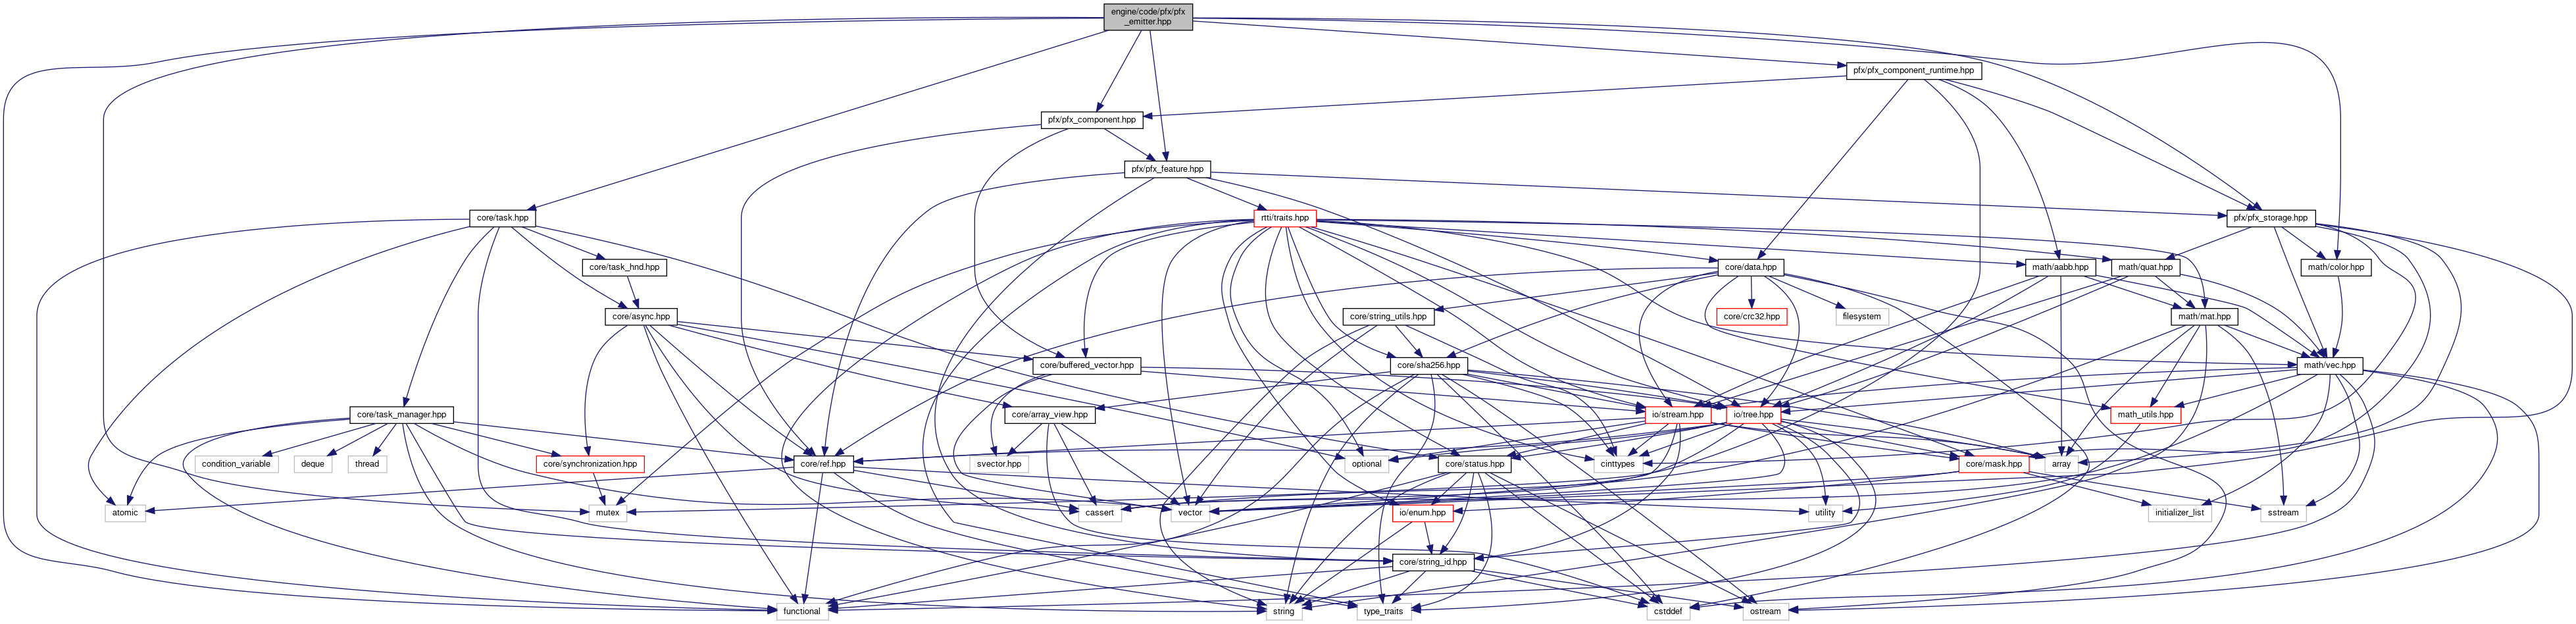 engine/code/pfx/pfx
_emitter.hpp
pfx/pfx_component_runtime.hpp
pfx/pfx_component.hpp
pfx/pfx_feature.hpp
core/task.hpp
rtti/traits.hpp
pfx/pfx_storage.hpp
core/task_hnd.hpp
core/data.hpp
math/aabb.hpp
math/quat.hpp
math/color.hpp
core/async.hpp
core/string_utils.hpp
core/crc32.hpp
filesystem
math/mat.hpp
core/buffered_vector.hpp
core/sha256.hpp
math/vec.hpp
core/task_manager.hpp
core/array_view.hpp
io/stream.hpp
io/tree.hpp
math_utils.hpp
condition_variable
deque
thread
core/synchronization.hpp
core/ref.hpp
svector.hpp
optional
core/status.hpp
cinttypes
core/mask.hpp
array
atomic
mutex
cassert
vector
io/enum.hpp
utility
initializer_list
sstream
core/string_id.hpp
functional
string
type_traits
cstddef
ostream